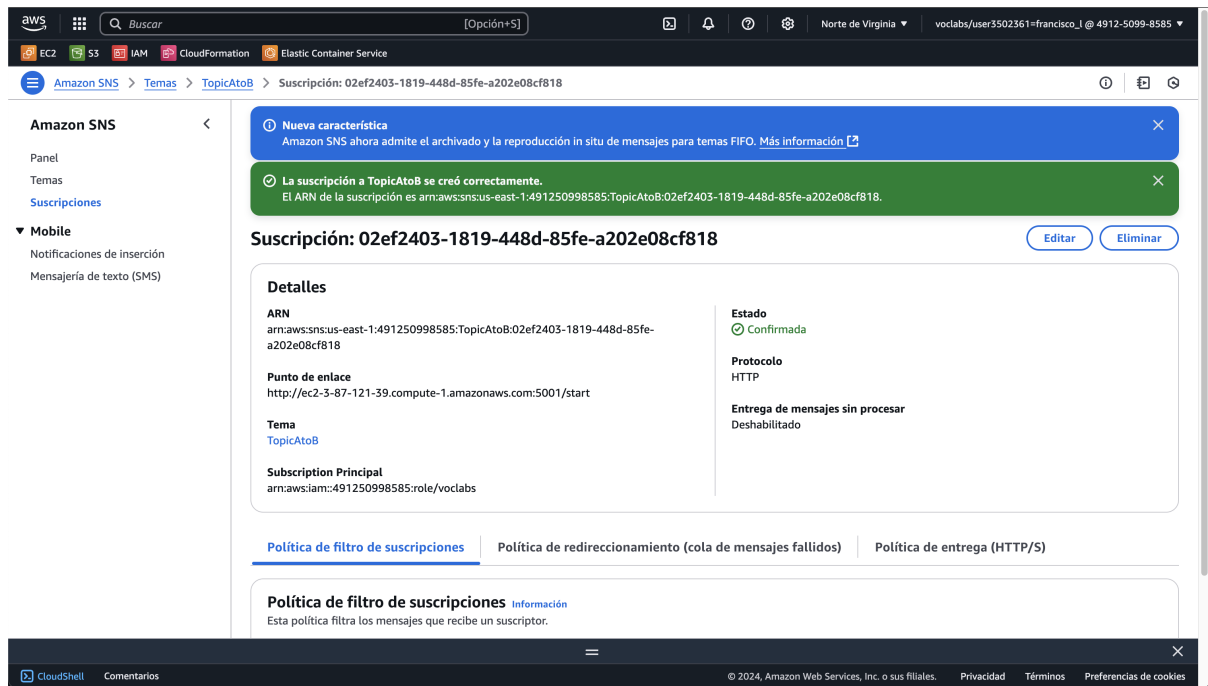 aws
Buscar [Opción+S]
Norte de Virginia ▼
voclabs/user3502361=francisco_l @ 4912-5099-8585 ▼
EC2 S3 IAM CloudFormation Elastic Container Service
Amazon SNS > Temas > TopicAtoB > Suscripción: 02ef2403-1819-448d-85fe-a202e08cf818
Amazon SNS
Panel
Temas
Suscripciones
Mobile
Notificaciones de inserción
Mensajería de texto (SMS)
Nueva característica
Amazon SNS ahora admite el archivado y la reproducción in situ de mensajes para temas FIFO. Más información
La suscripción a TopicAtoB se creó correctamente.
El ARN de la suscripción es arn:aws:sns:us-east-1:491250998585:TopicAtoB:02ef2403-1819-448d-85fe-a202e08cf818.
Suscripción: 02ef2403-1819-448d-85fe-a202e08cf818
Editar
Eliminar
Detalles
ARN
arn:aws:sns:us-east-1:491250998585:TopicAtoB:02ef2403-1819-448d-85fe-
a202e08cf818
Punto de enlace
http://ec2-3-87-121-39.compute-1.amazonaws.com:5001/start
Tema
TopicAtoB
Subscription Principal
arn:aws:iam::491250998585:role/voclabs
Estado
Confirmada
Protocolo
HTTP
Entrega de mensajes sin procesar
Deshabilitado
Política de filtro de suscripciones
Política de redireccionamiento (cola de mensajes fallidos)
Política de entrega (HTTP/S)
Política de filtro de suscripciones Información
Esta política filtra los mensajes que recibe un suscriptor.
CloudShell Comentarios
© 2024, Amazon Web Services, Inc. o sus filiales. Privacidad Términos Preferencias de cookies